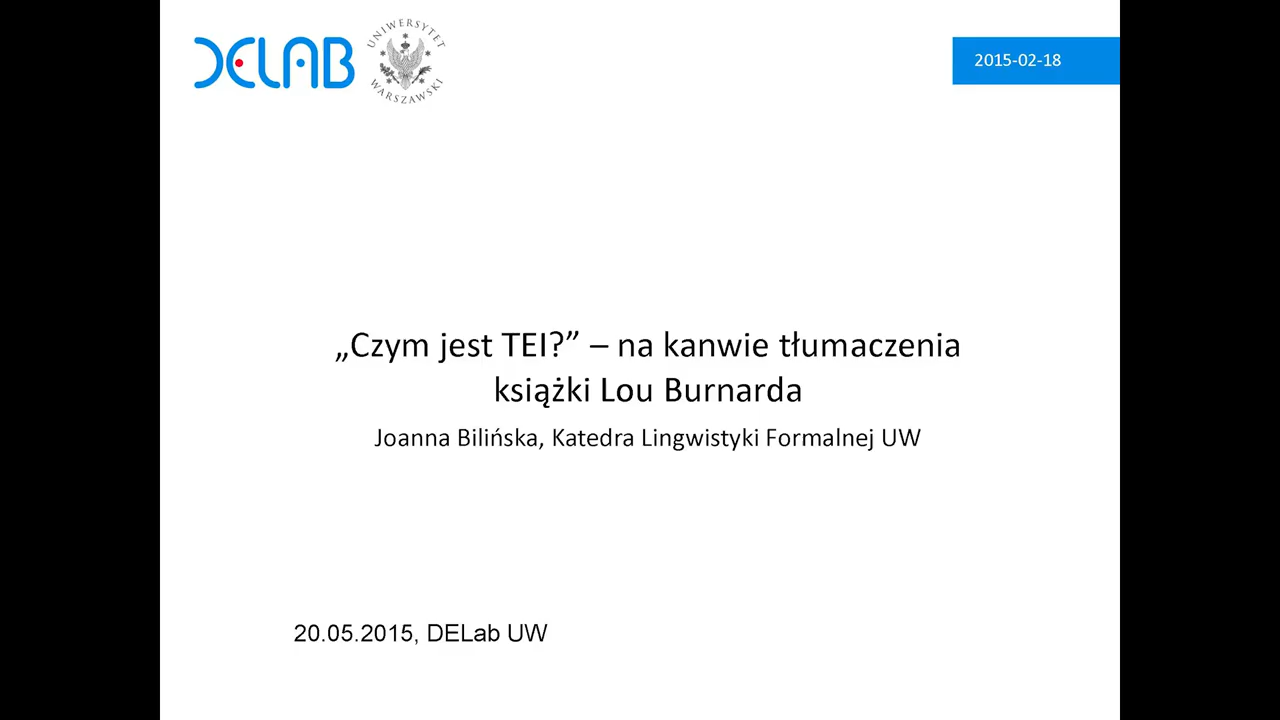 DELAB
UNIWERSYTET
WARSZAWSKI
2015-02-18
„Czym jest TEI?” – na kanwie tłumaczenia
książki Lou Burnarda
Joanna Bilińska, Katedra Lingwistyki Formalnej UW
20.05.2015, DELab UW